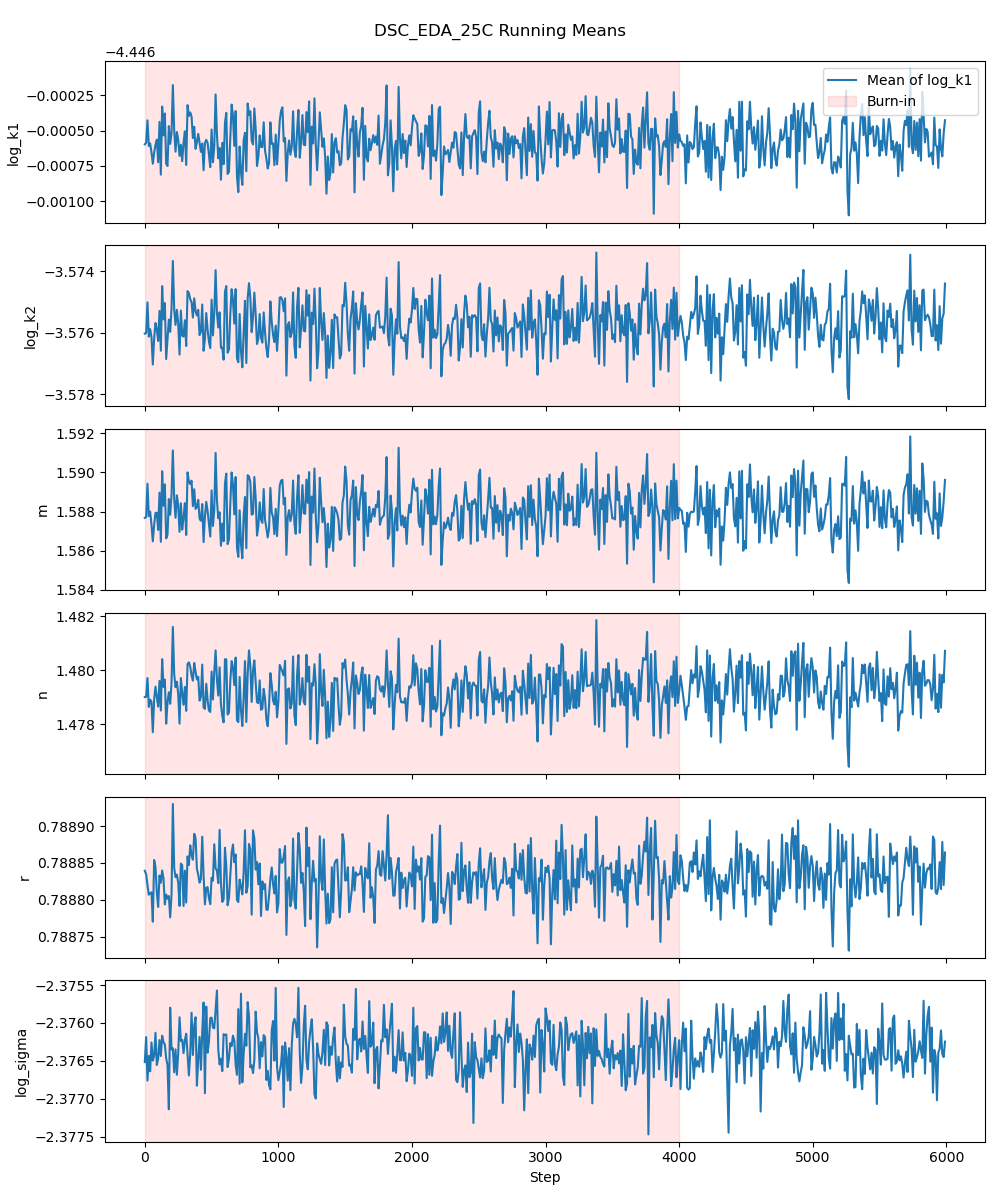 DSC_EDA_25C Running Means
−4.446
−0.00025
−0.00050
−0.00075
−0.00100
log_k1
Mean of log_k1
Burn-in
−3.574
−3.576
−3.578
log_k2
1.592
1.590
1.588
1.586
1.584
m
1.482
1.480
1.478
n
0.78890
0.78885
0.78880
0.78875
r
−2.3755
−2.3760
−2.3765
−2.3770
−2.3775
log_sigma
0 1000 2000 3000 4000 5000 6000
Step